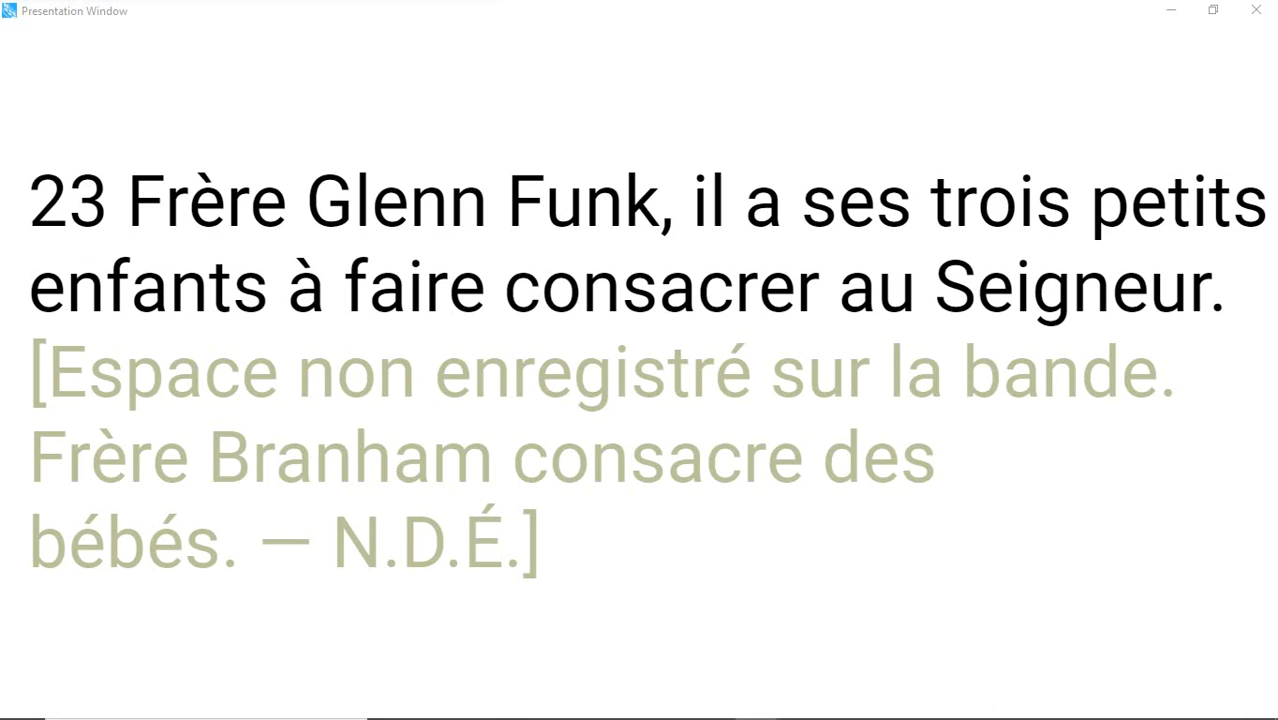 Presentation Window
23 Frère Glenn Funk, il a ses trois petits
enfants à faire consacrer au Seigneur.
[Espace non enregistré sur la bande.
Frère Branham consacre des
bébés. — N.D.É.]